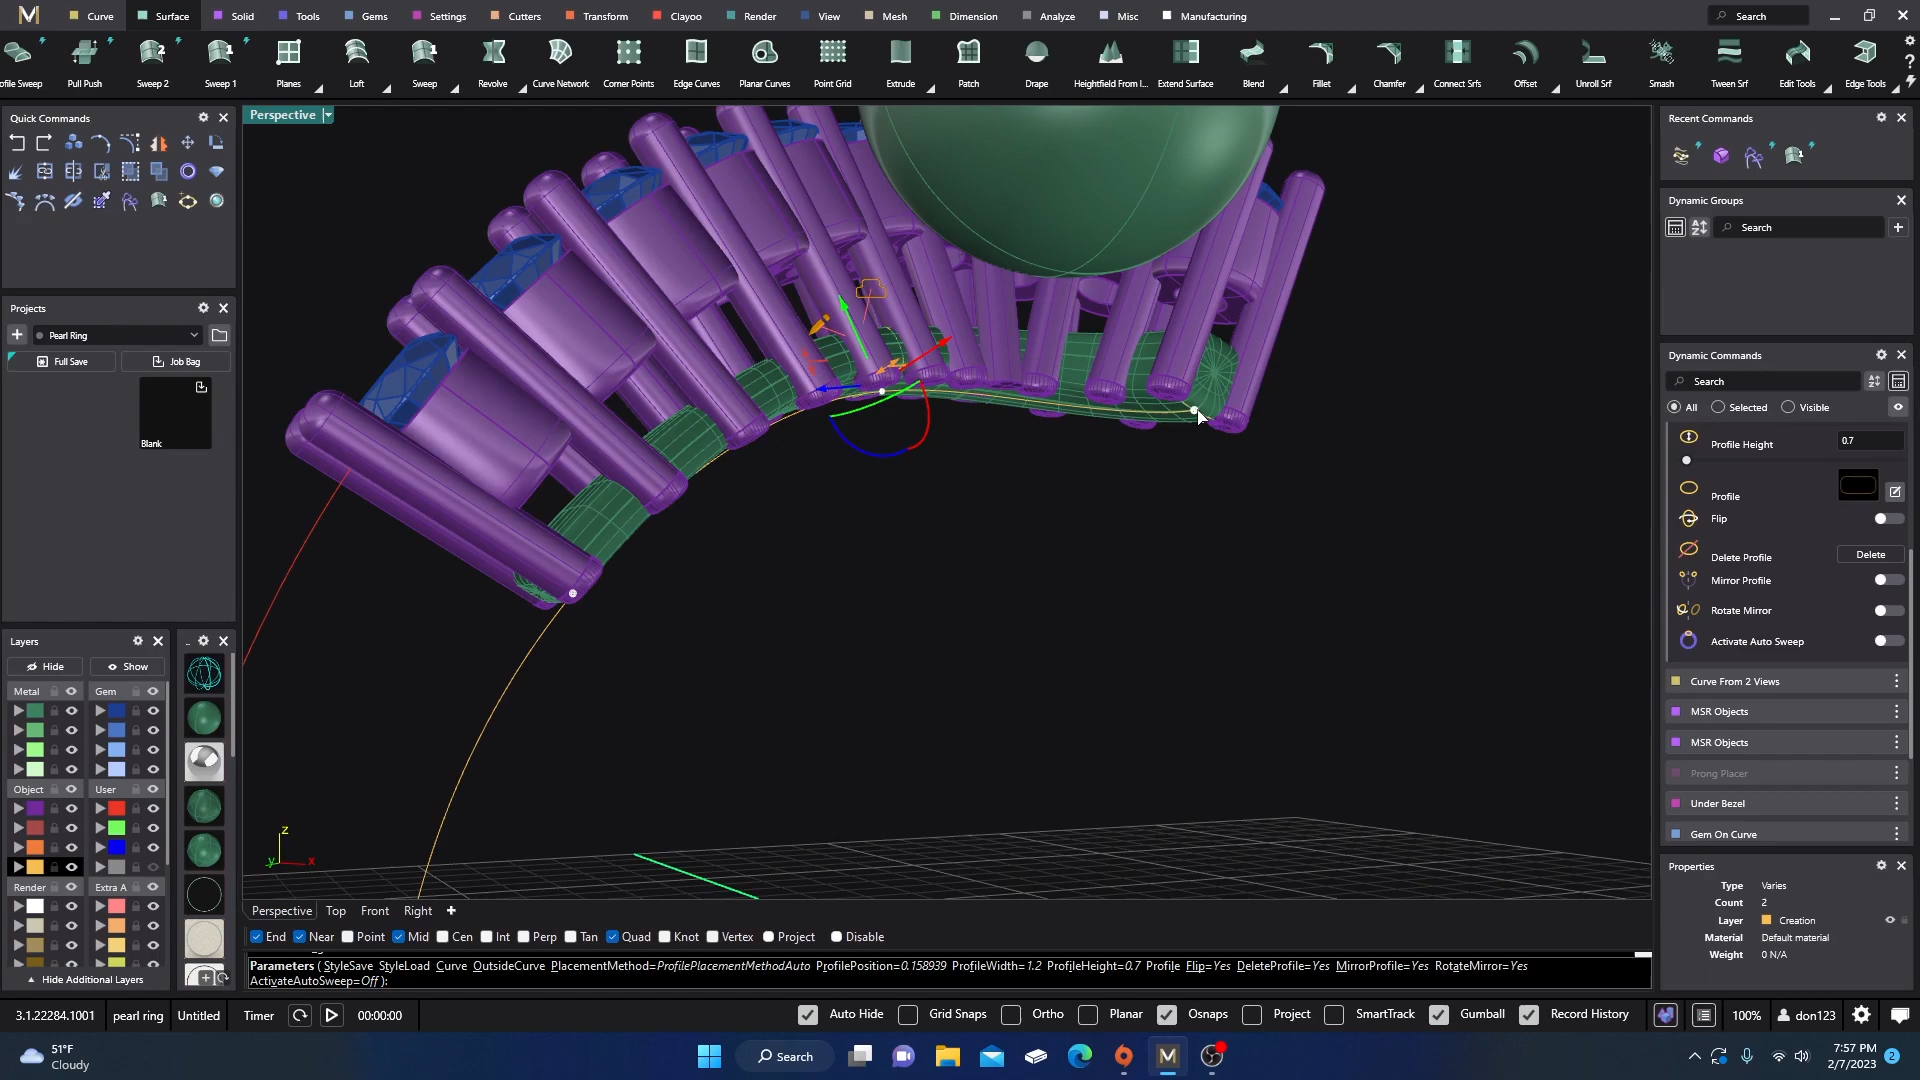 M Curve Surface Solid Tools Gems Settings Cutters Transform Clayoo Render View Mesh Dimension Analyze Misc Manufacturing Search
ofile Sweep Pull Push Sweep 2 Sweep 1 Planes Loft Sweep Revolve Curve Network Corner Points Edge Curves Planar Curves Point Grid Extrude Patch Drape Heightfield From I... Extend Surface Blend Fillet Chamfer Connect Srfs Offset Unroll Srf Smash Tween Srf Edit Tools Edge Tools
Quick Commands
Projects
Pearl Ring
Full Save Job Bag
Blank
Layers
Hide Show
Metal Gem
Object User
Render Extra A
Hide Additional Layers
Perspective
z
y x
Perspective Top Front Right
End Near Point Mid Cen Int Perp Tan Quad Knot Vertex Project Disable
Parameters ( StyleSave StyleLoad Curve OutsideCurve PlacementMethod=ProfilePlacementMethodAuto ProfilePosition=0.158939 ProfileWidth=1.2 ProfileHeight=0.7 Profile Flip=Yes DeleteProfile=Yes MirrorProfile=Yes RotateMirror=Yes
ActivateAutoSweep=Off ):
Recent Commands
Dynamic Groups
Search
Dynamic Commands
Search
All Selected Visible
Profile Height 0.7
Profile
Flip
Delete Profile Delete
Mirror Profile
Rotate Mirror
Activate Auto Sweep
Curve From 2 Views
MSR Objects
MSR Objects
Prong Placer
Under Bezel
Gem On Curve
Properties
Type Varies
Count 2
Layer Creation
Material Default material
Weight 0 N/A
3.1.22284.1001 pearl ring Untitled Timer 00:00:00 Auto Hide Grid Snaps Ortho Planar Osnaps Project SmartTrack Gumball Record History 100% don123
51°F
Cloudy
Search
7:57 PM
2/7/2023
2